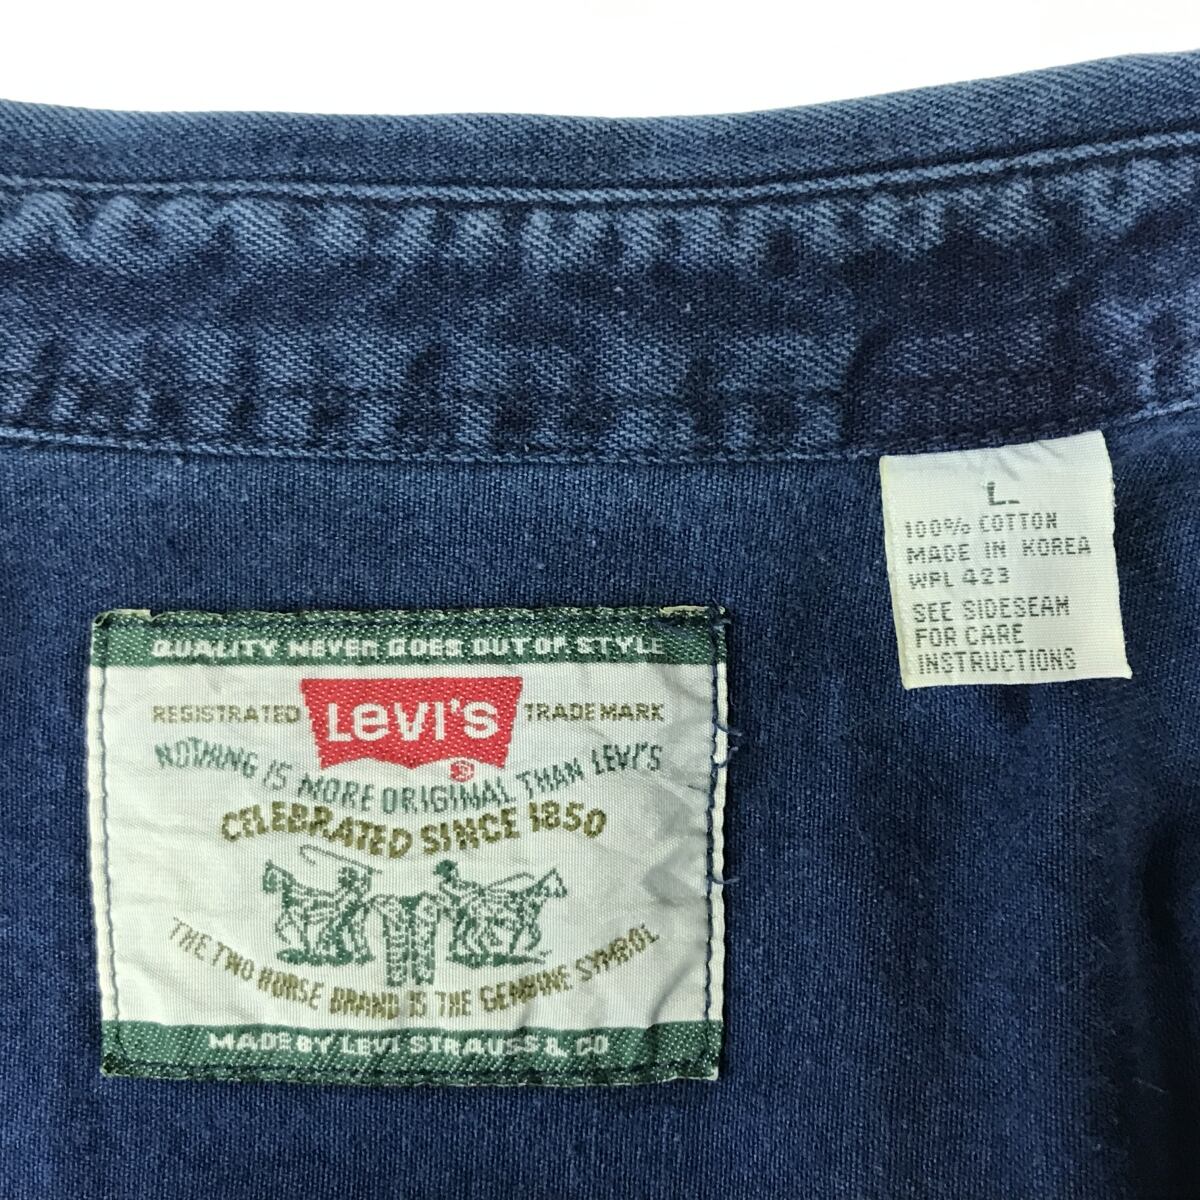 QUALITY NEVER GOES OUT OF STYLE
REGISTRATED LEVI'S TRADE MARK
®
NOTHING IS MORE ORIGINAL THAN LEVI'S
CELEBRATED SINCE 1850
THE TWO HORSE BRAND IS THE GENUINE SYMBOL
MADE BY LEVI STRAUSS & CO
L
100% COTTON
MADE IN KOREA
WPL 423
SEE SIDESEAM
FOR CARE
INSTRUCTIONS